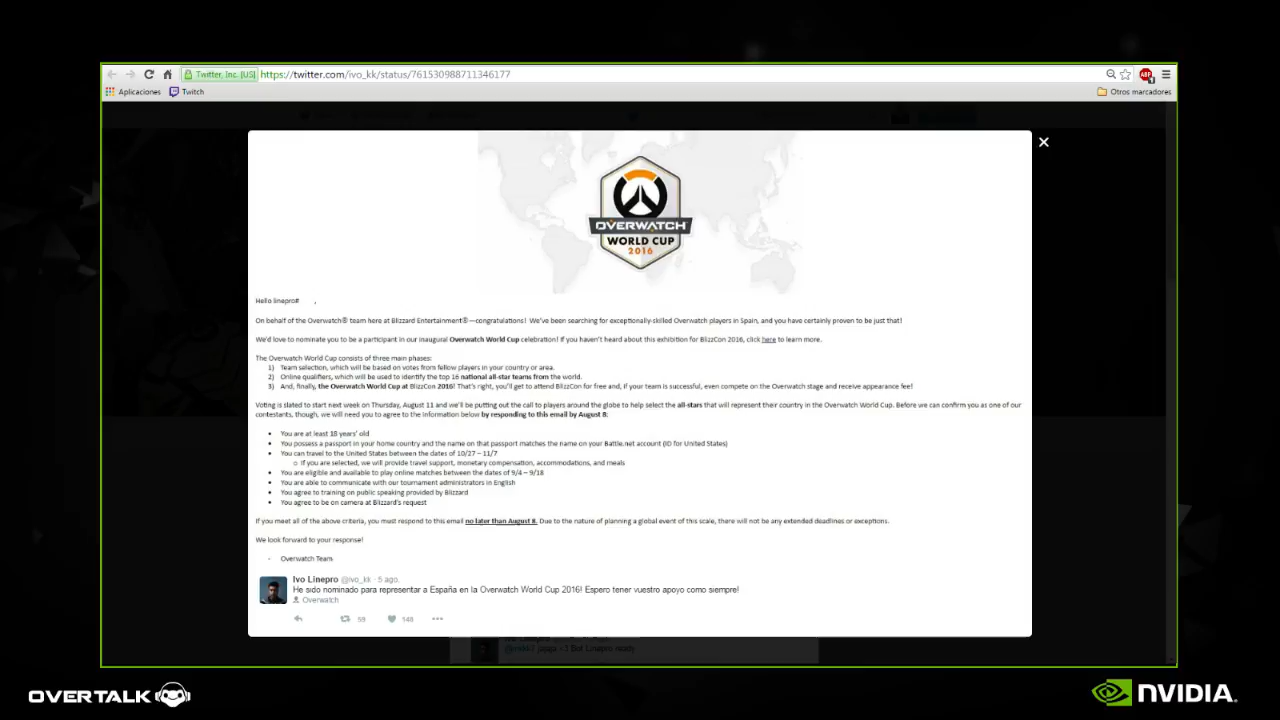 Twitter, Inc. [US] https://twitter.com/ivo_kk/status/761530988711346177
ABP
Aplicaciones Twitch Otros marcadores
OVERWATCH
WORLD CUP
2016
Hello linepro# ,
On behalf of the Overwatch® team here at Blizzard Entertainment®—congratulations! We've been searching for exceptionally-skilled Overwatch players in Spain, and you have certainly proven to be just that!
We'd love to nominate you to be a participant in our inaugural Overwatch World Cup celebration! If you haven't heard about this exhibition for BlizzCon 2016, click here to learn more.
The Overwatch World Cup consists of three main phases:
1) Team selection, which will be based on votes from fellow players in your country or area.
2) Online qualifiers, which will be used to identify the top 16 national all-star teams from the world.
3) And, finally, the Overwatch World Cup at BlizzCon 2016! That's right, you'll get to attend BlizzCon for free and, if your team is successful, even compete on the Overwatch stage and receive appearance fee!
Voting is slated to start next week on Thursday, August 11 and we'll be putting out the call to players around the globe to help select the all-stars that will represent their country in the Overwatch World Cup. Before we can confirm you as one of our
contestants, though, we will need you to agree to the information below by responding to this email by August 8:
• You are at least 18 years' old
• You possess a passport in your home country and the name on that passport matches the name on your Battle.net account (ID for United States)
• You can travel to the United States between the dates of 10/27 – 11/7
o If you are selected, we will provide travel support, monetary compensation, accommodations, and meals
• You are eligible and available to play online matches between the dates of 9/4 – 9/18
• You are able to communicate with our tournament administrators in English
• You agree to training on public speaking provided by Blizzard
• You agree to be on camera at Blizzard's request
If you meet all of the above criteria, you must respond to this email no later than August 8. Due to the nature of planning a global event of this scale, there will not be any extended deadlines or exceptions.
We look forward to your response!
- Overwatch Team
Ivo Linepro @ivo_kk · 5 ago.
He sido nominado para representar a España en la Overwatch World Cup 2016! Espero tener vuestro apoyo como siempre!
Overwatch
59 148
jajaja - 1 Bot Linepro ready
OVERTALK
NVIDIA.